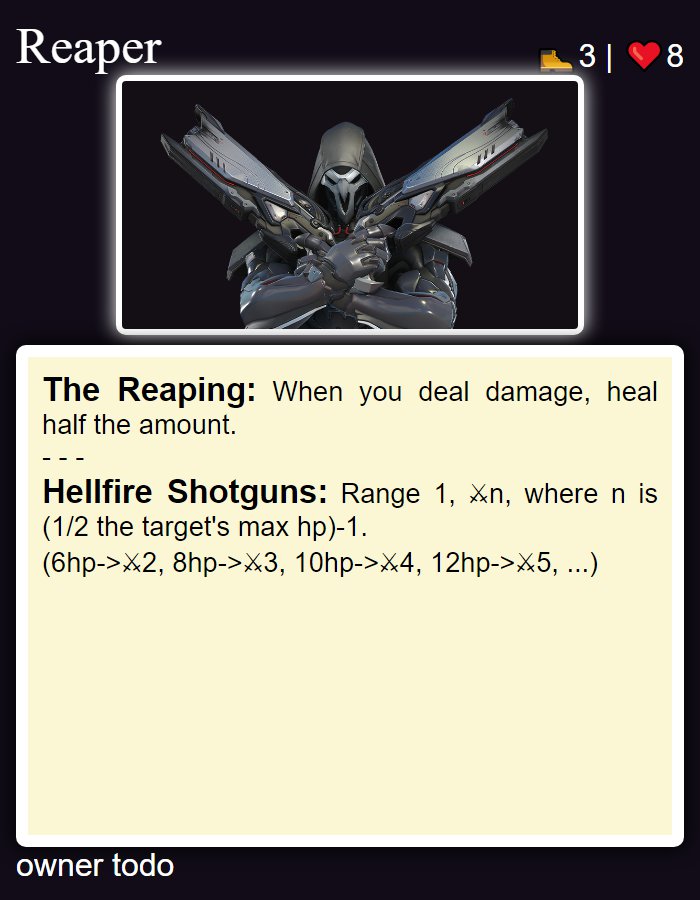 Reaper
🥾3 | ❤️8
The Reaping: When you deal damage, heal
half the amount.
- - -
Hellfire Shotguns: Range 1, ⚔n, where n is
(1/2 the target's max hp)-1.
(6hp->⚔2, 8hp->⚔3, 10hp->⚔4, 12hp->⚔5, ...)
owner todo